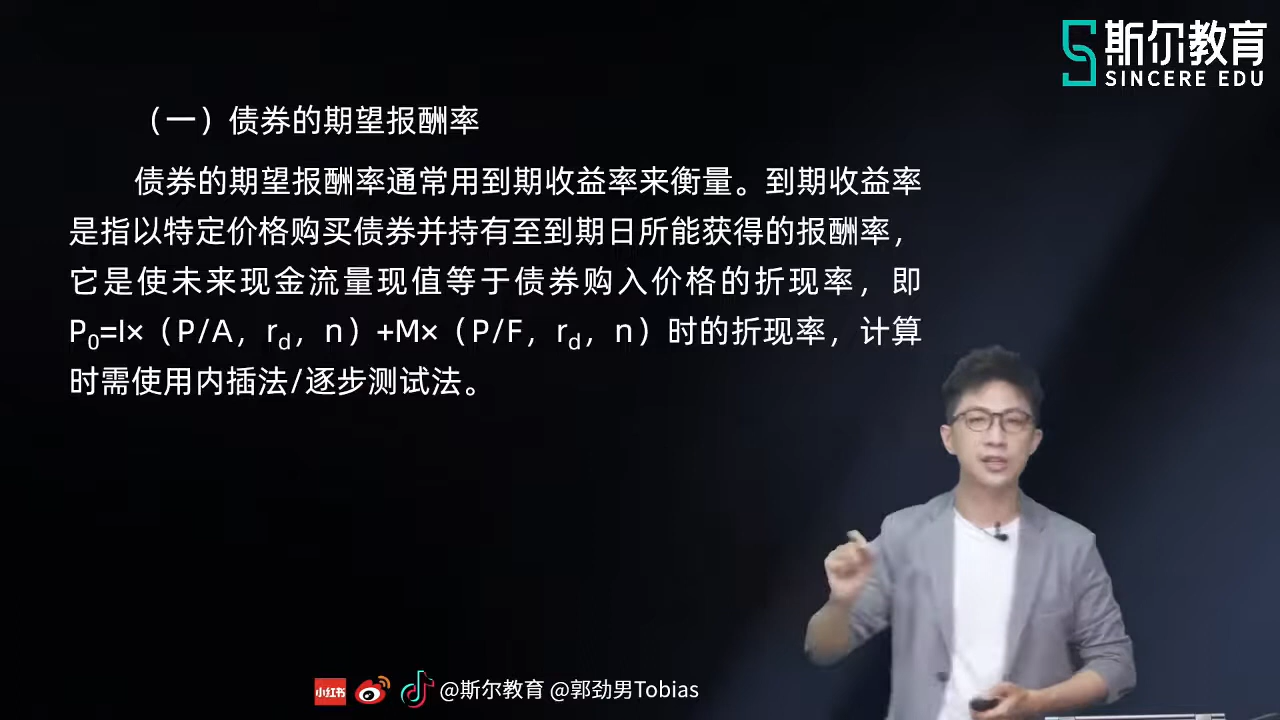 斯尔教育
SINCERE EDU
（一）债券的期望报酬率
债券的期望报酬率通常用到期收益率来衡量。到期收益率
是指以特定价格购买债券并持有至到期日所能获得的报酬率，
它是使未来现金流量现值等于债券购入价格的折现率，即
P₀=I×（P/A，r_d，n）+M×（P/F，r_d，n）时的折现率，计算
时需使用内插法/逐步测试法。
小红书 @斯尔教育 @郭劲男Tobias